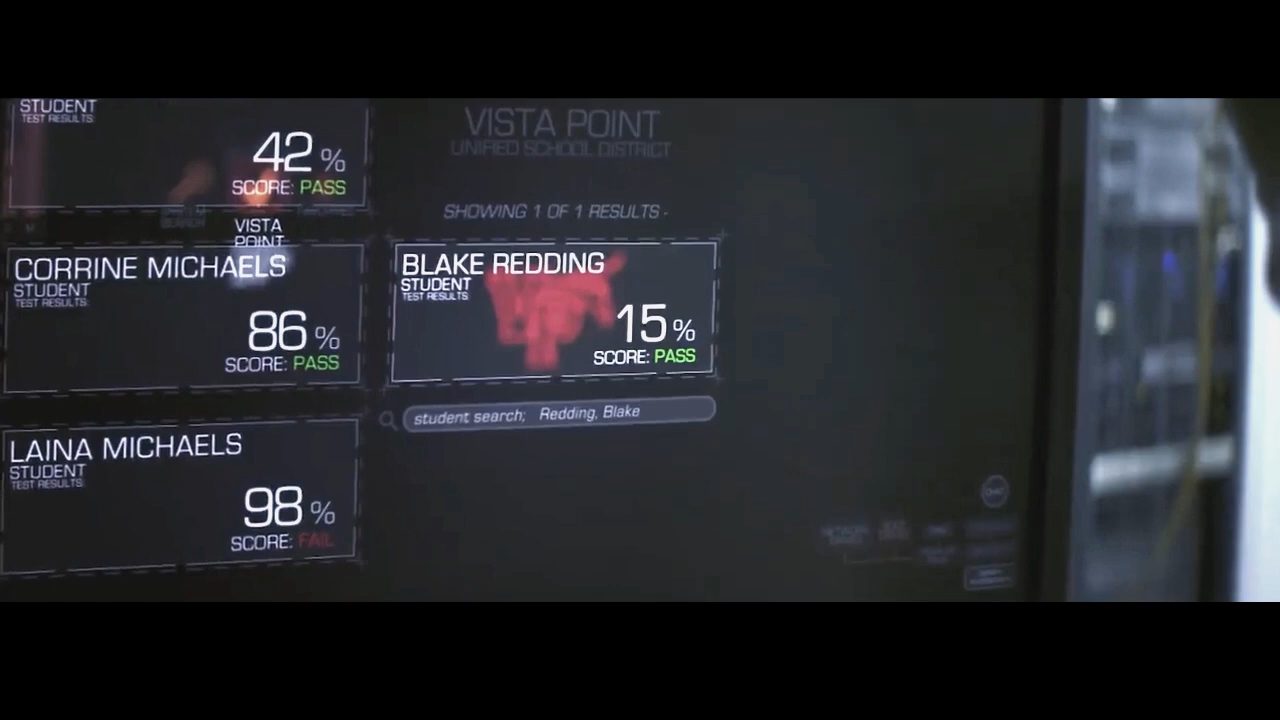 STUDENT
TEST RESULTS:
42 %
SCORE: PASS
VISTA
POINT
CORRINE MICHAELS
STUDENT
TEST RESULTS:
86 %
SCORE: PASS
LAINA MICHAELS
STUDENT
TEST RESULTS:
98 %
SCORE: FAIL
VISTA POINT
UNIFIED SCHOOL DISTRICT
SHOWING 1 OF 1 RESULTS -
BLAKE REDDING
STUDENT
TEST RESULTS:
15 %
SCORE: PASS
student search; Redding, Blake